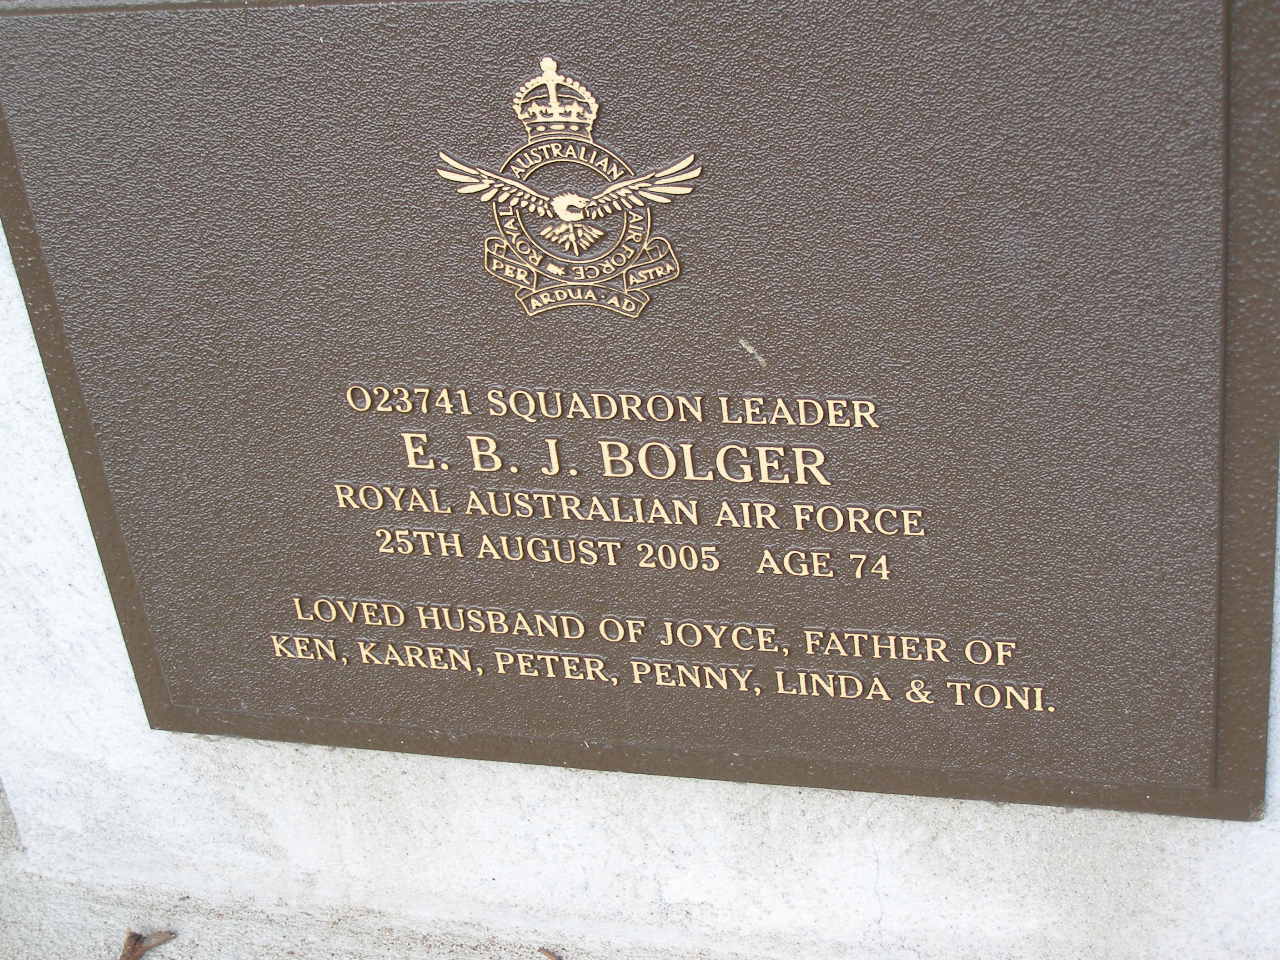 ROYAL AUSTRALIAN AIR FORCE
PER ARDUA AD ASTRA
O23741 SQUADRON LEADER
E. B. J. BOLGER
ROYAL AUSTRALIAN AIR FORCE
25TH AUGUST 2005 AGE 74
LOVED HUSBAND OF JOYCE, FATHER OF
KEN, KAREN, PETER, PENNY, LINDA & TONI.